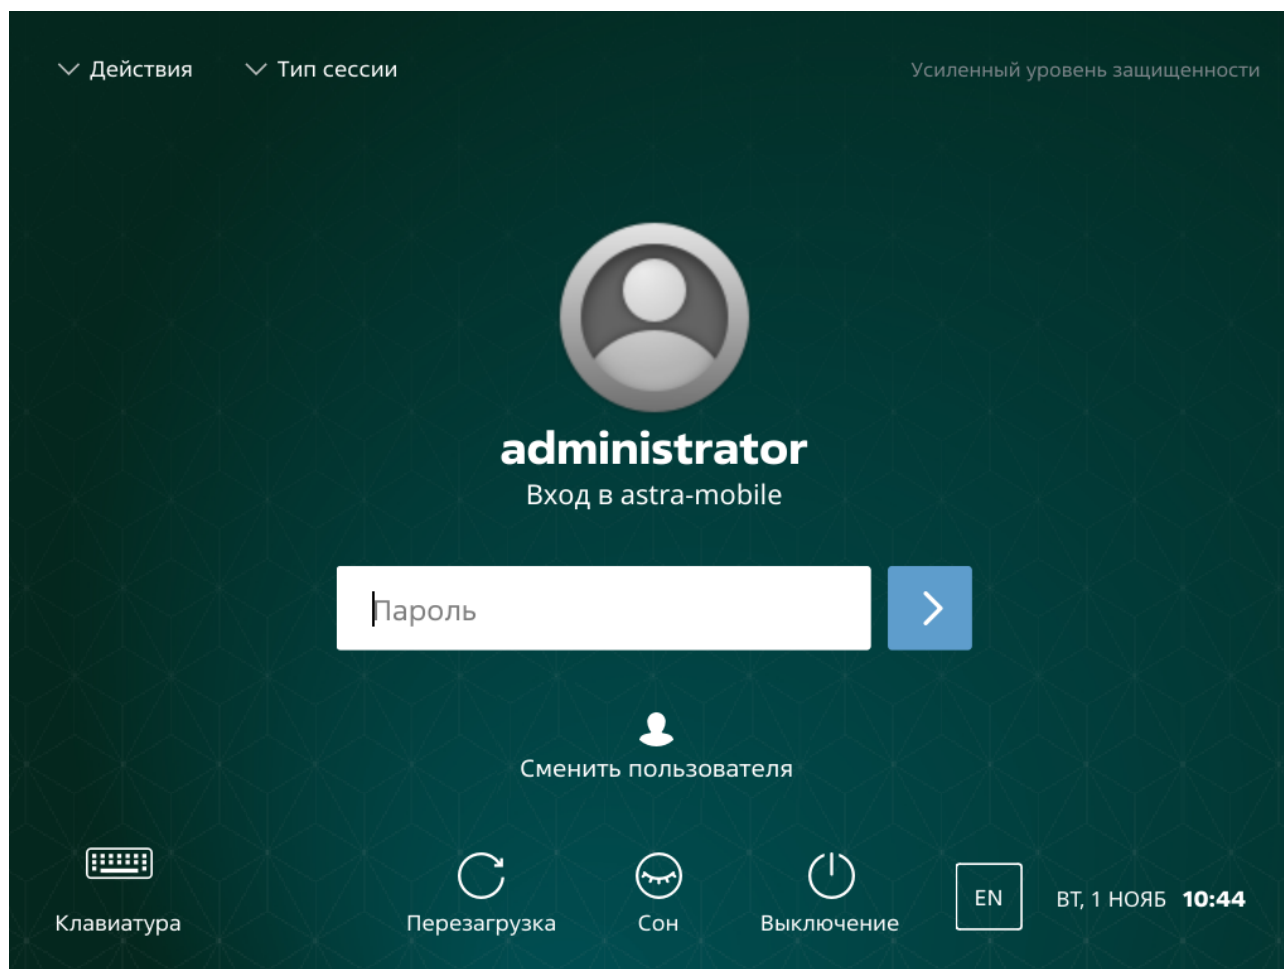 Действия
Тип сессии
Усиленный уровень защищенности
administrator
Вход в astra-mobile
Пароль
Сменить пользователя
Клавиатура
Перезагрузка
Сон
Выключение
EN
ВТ, 1 НОЯБ 10:44